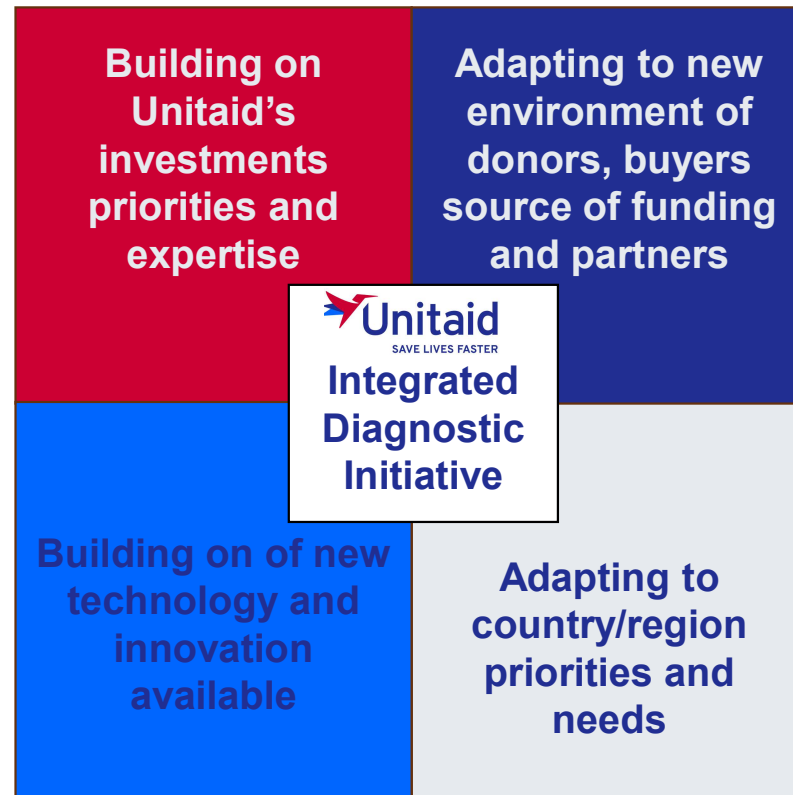 Building on
Unitaid's
investments
priorities and
expertise
Adapting to new
environment of
donors, buyers
source of funding
and partners
Unitaid
SAVE LIVES FASTER
Integrated
Diagnostic
Initiative
Building on of new
technology and
innovation
available
Adapting to
country/region
priorities and
needs